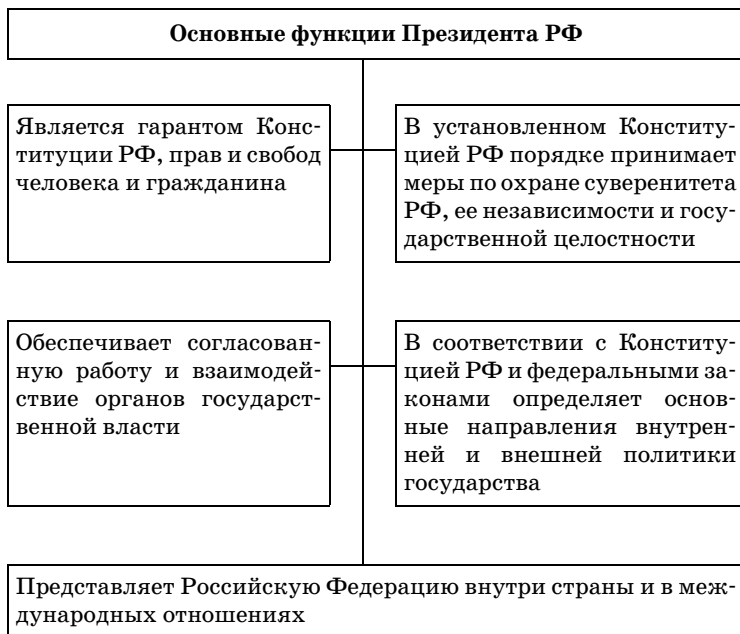 Основные функции Президента РФ
Является гарантом Конс-
титуции РФ, прав и свобод
человека и гражданина
В установленном Конститу-
цией РФ порядке принимает
меры по охране суверенитета
РФ, ее независимости и госу-
дарственной целостности
Обеспечивает согласован-
ную работу и взаимодей-
ствие органов государст-
венной власти
В соответствии с Конститу-
цией РФ и федеральными за-
конами определяет основ-
ные направления внутрен-
ней и внешней политики
государства
Представляет Российскую Федерацию внутри страны и в меж-
дународных отношениях